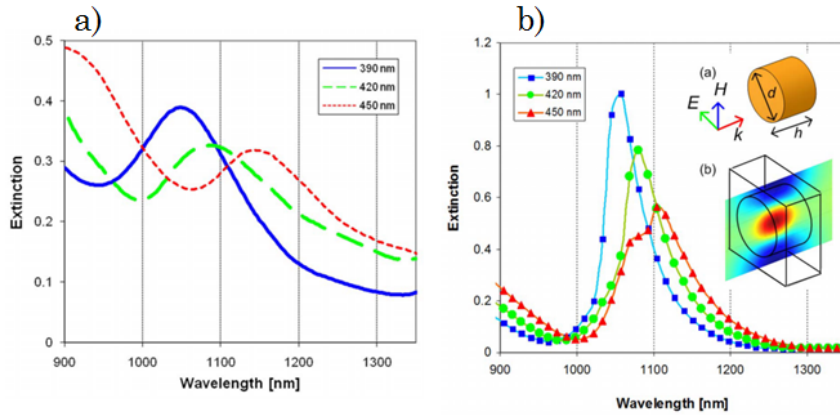 a)
0.5
0.4
0.3
0.2
0.1
0
Extinction
390 nm
420 nm
450 nm
900 1000 1100 1200 1300
Wavelength [nm]
b)
1.2
1
0.8
0.6
0.4
0.2
0
Extinction
390 nm
420 nm
450 nm
(a)
d
h
E
H
k
(b)
900 1000 1100 1200 1300
Wavelength [nm]